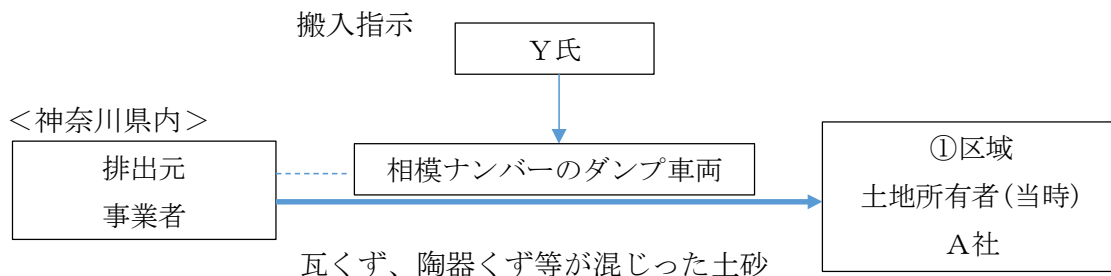 搬入指示
Y氏
＜神奈川県内＞
排出元
事業者
相模ナンバーのダンプ車両
①区域
土地所有者(当時)
A社
瓦くず、陶器くず等が混じった土砂